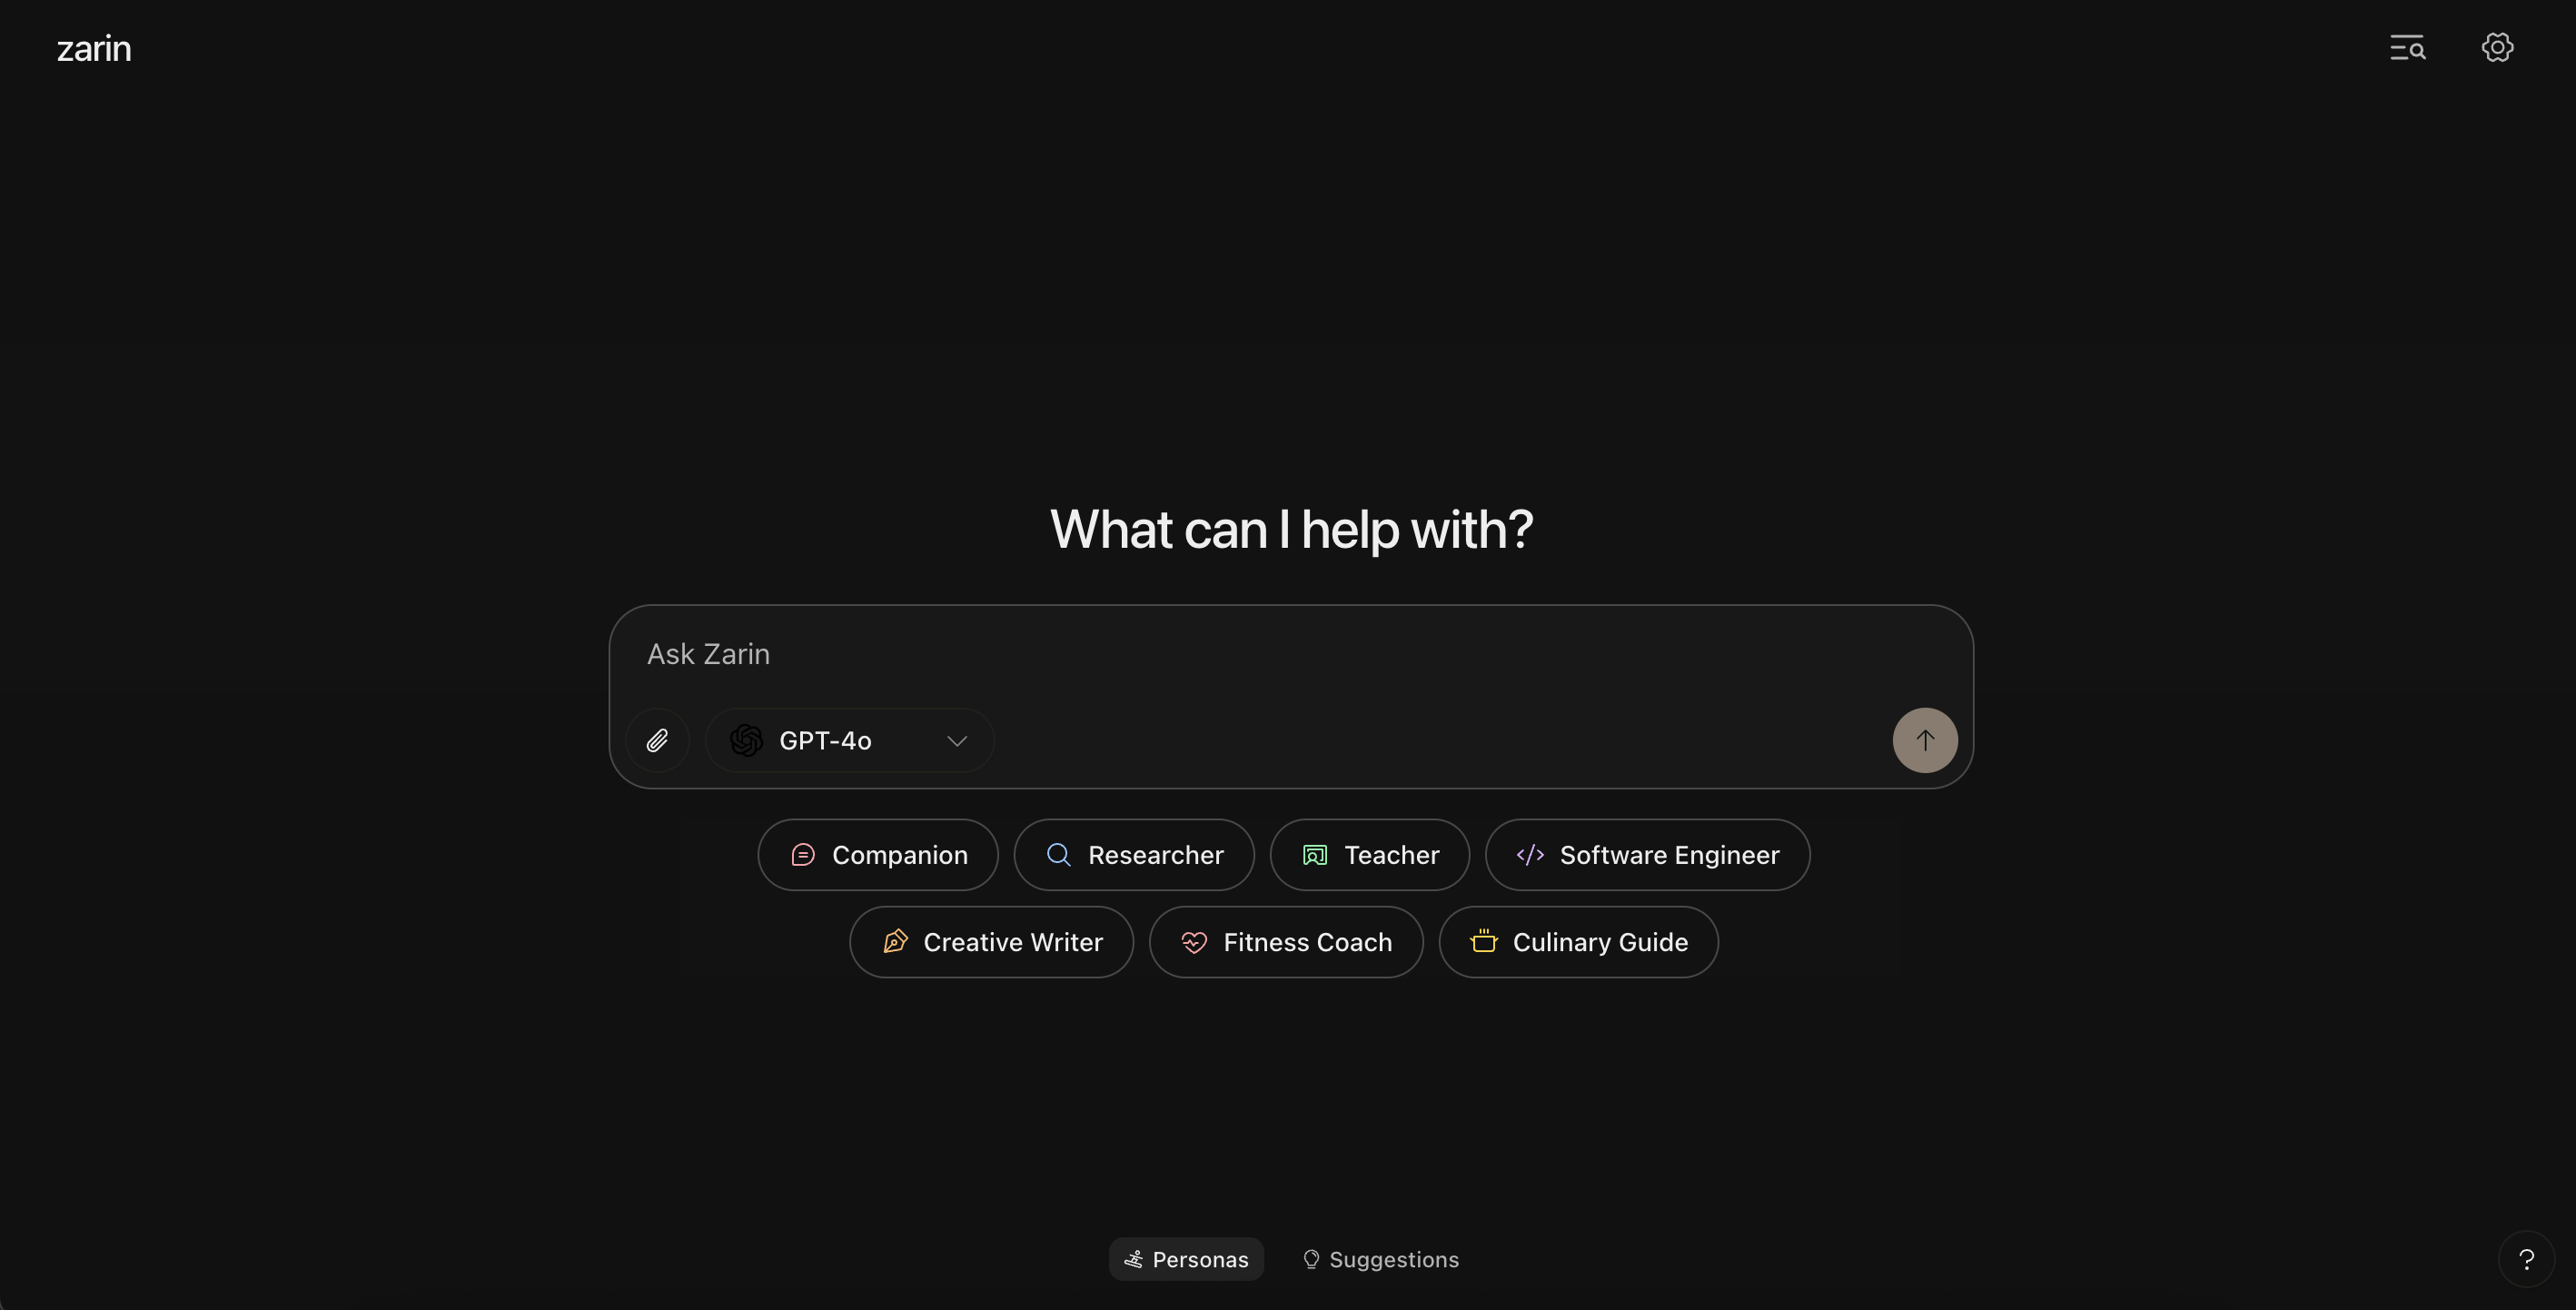 zarin
What can I help with?
Ask Zarin
GPT-4o
Companion
Researcher
Teacher
Software Engineer
Creative Writer
Fitness Coach
Culinary Guide
Personas
Suggestions
?